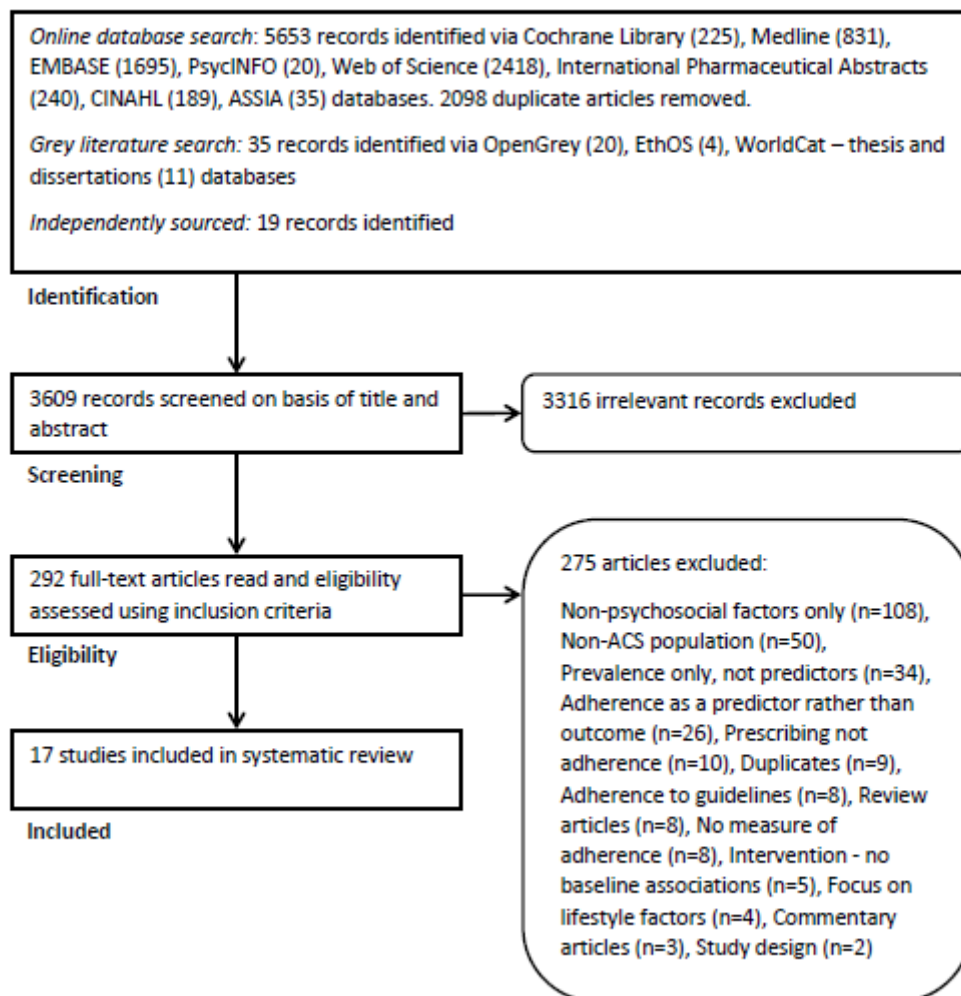 Online database search: 5653 records identified via Cochrane Library (225), Medline (831),
EMBASE (1695), PsycINFO (20), Web of Science (2418), International Pharmaceutical Abstracts
(240), CINAHL (189), ASSIA (35) databases. 2098 duplicate articles removed.
Grey literature search: 35 records identified via OpenGrey (20), EthOS (4), WorldCat – thesis and
dissertations (11) databases
Independently sourced: 19 records identified
Identification
3609 records screened on basis of title and
abstract
3316 irrelevant records excluded
Screening
292 full-text articles read and eligibility
assessed using inclusion criteria
Eligibility
275 articles excluded:
Non-psychosocial factors only (n=108),
Non-ACS population (n=50),
Prevalence only, not predictors (n=34),
Adherence as a predictor rather than
outcome (n=26), Prescribing not
adherence (n=10), Duplicates (n=9),
Adherence to guidelines (n=8), Review
articles (n=8), No measure of
adherence (n=8), Intervention - no
baseline associations (n=5), Focus on
lifestyle factors (n=4), Commentary
articles (n=3), Study design (n=2)
17 studies included in systematic review
Included